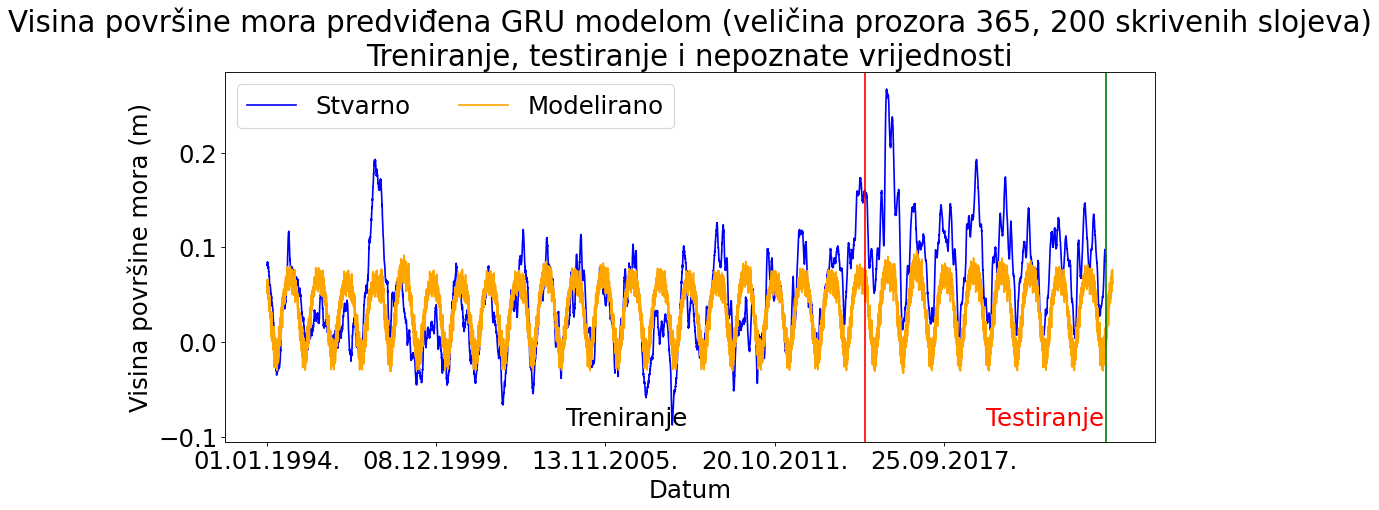 Visina površine mora predviđena GRU modelom (veličina prozora 365, 200 skrivenih slojeva)
Treniranje, testiranje i nepoznate vrijednosti
Stvarno Modelirano
Visina površine mora (m)
0.2
0.1
0.0
−0.1
Treniranje Testiranje
01.01.1994. 08.12.1999. 13.11.2005. 20.10.2011. 25.09.2017.
Datum